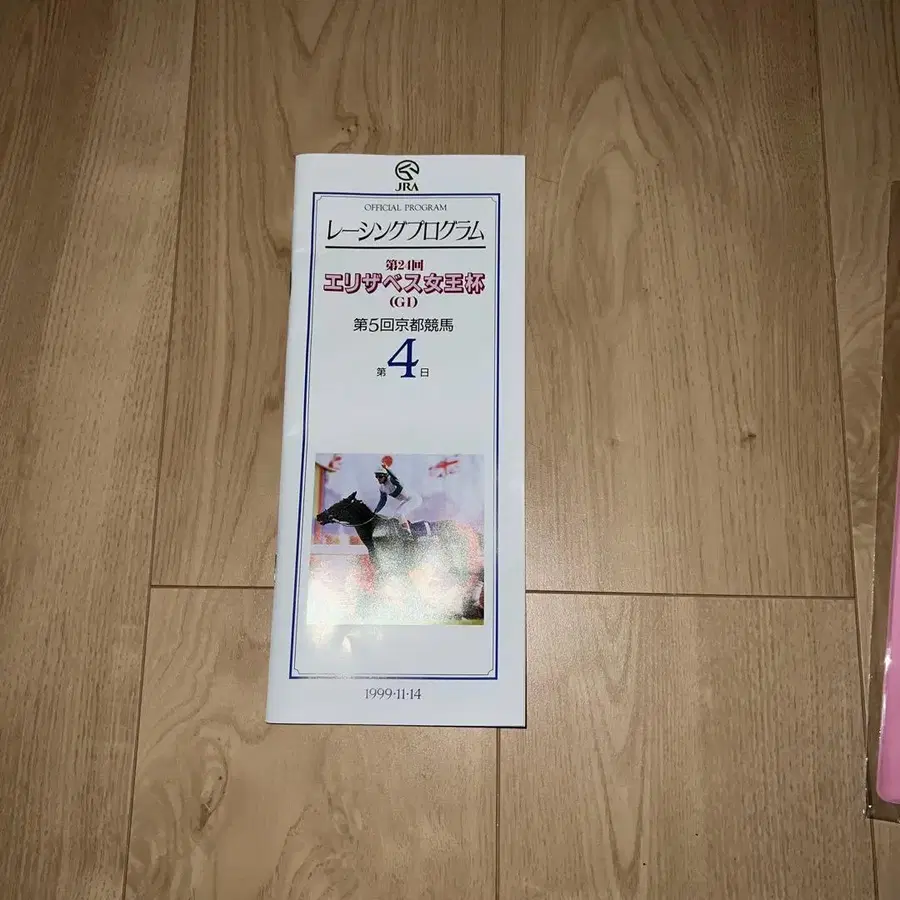 JRA
OFFICIAL PROGRAM
レーシングプログラム
第24回
エリザベス女王杯
(GI)
第5回京都競馬
第4日
1999·11·14